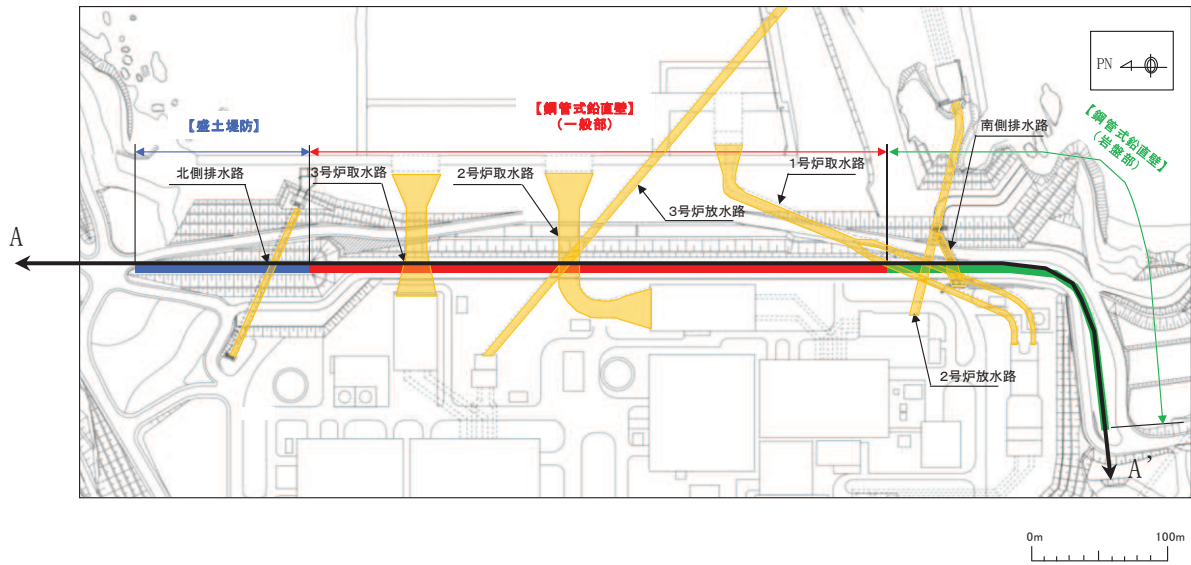 PN
【盛土堤防】
【鋼管式鉛直壁】
(一般部)
【鋼管式鉛直壁】
(岩盤部)
北側排水路
3号炉取水路
2号炉取水路
3号炉放水路
1号炉取水路
南側排水路
2号炉放水路
A
A'
0m
100m